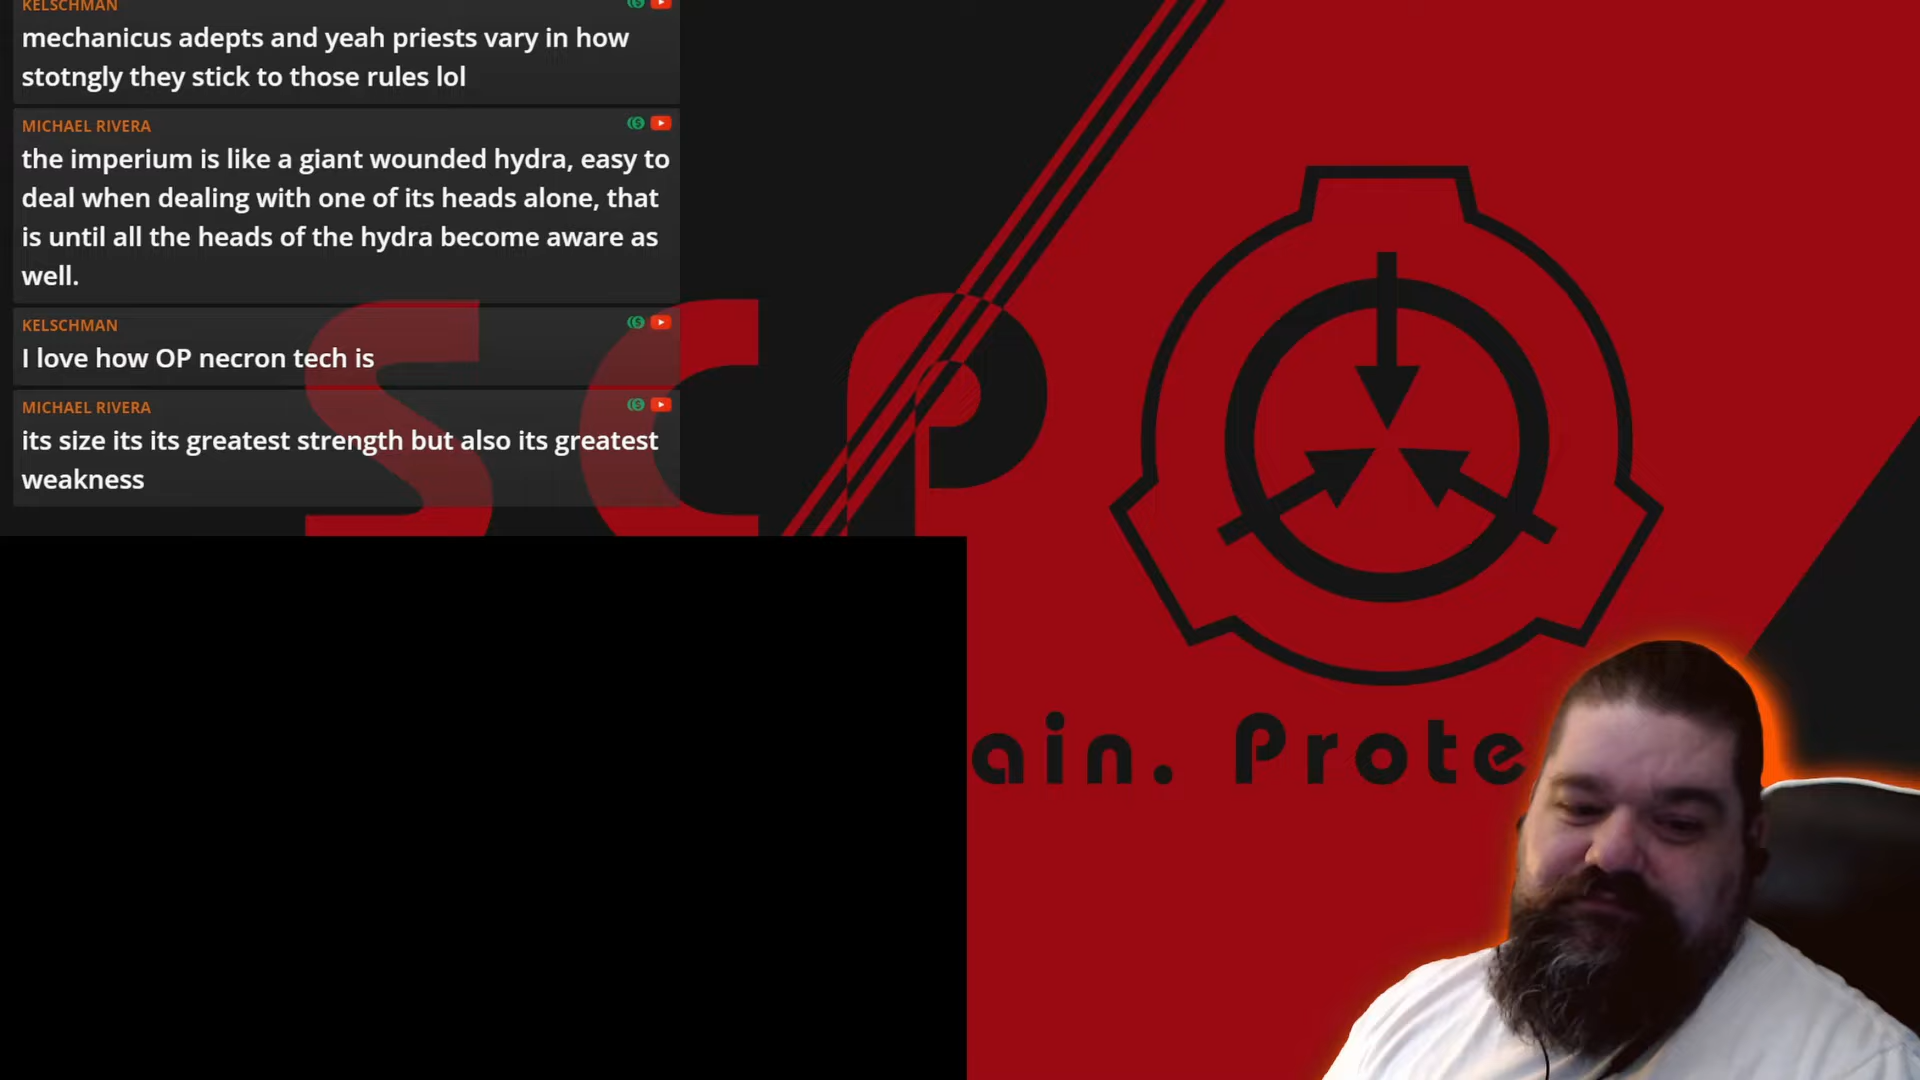 KELSCHMAN
mechanicus adepts and yeah priests vary in how
stotngly they stick to those rules lol
MICHAEL RIVERA
the imperium is like a giant wounded hydra, easy to
deal when dealing with one of its heads alone, that
is until all the heads of the hydra become aware as
well.
KELSCHMAN
I love how OP necron tech is
MICHAEL RIVERA
its size its its greatest strength but also its greatest
weakness
SCP
ain. Prote